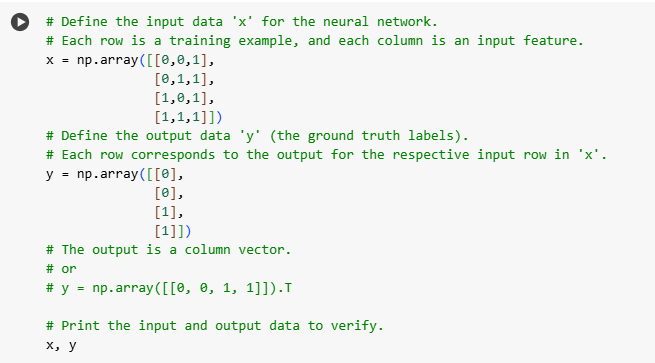 # Define the input data 'x' for the neural network.
# Each row is a training example, and each column is an input feature.
x = np.array([[0,0,1],
              [0,1,1],
              [1,0,1],
              [1,1,1]])
# Define the output data 'y' (the ground truth labels).
# Each row corresponds to the output for the respective input row in 'x'.
y = np.array([[0],
              [0],
              [1],
              [1]])
# The output is a column vector.
# or
# y = np.array([[0, 0, 1, 1]]).T

# Print the input and output data to verify.
x, y